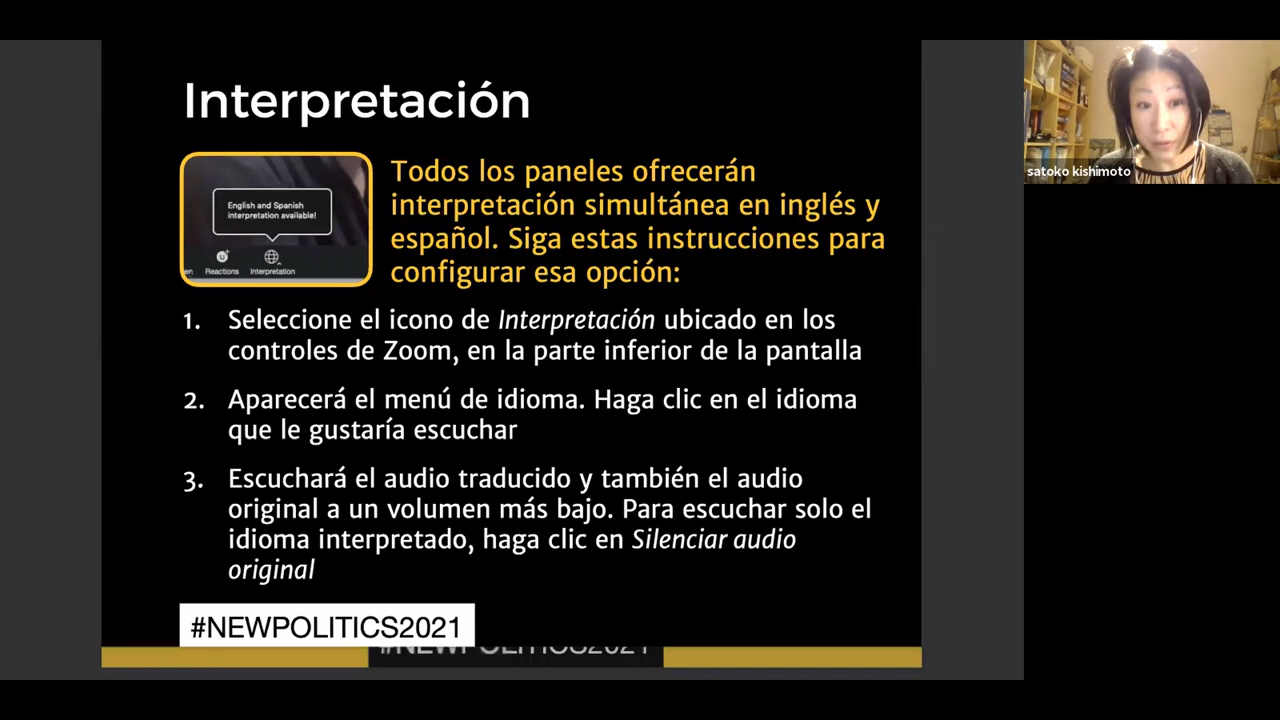 Interpretación
English and Spanish
interpretation available!
en Reactions Interpretation
Todos los paneles ofrecerán
interpretación simultánea en inglés y
español. Siga estas instrucciones para
configurar esa opción:
1. Seleccione el icono de Interpretación ubicado en los
controles de Zoom, en la parte inferior de la pantalla
2. Aparecerá el menú de idioma. Haga clic en el idioma
que le gustaría escuchar
3. Escuchará el audio traducido y también el audio
original a un volumen más bajo. Para escuchar solo el
idioma interpretado, haga clic en Silenciar audio
original
#NEWPOLITICS2021
#NEWPOLITICS2021
satoko kishimoto